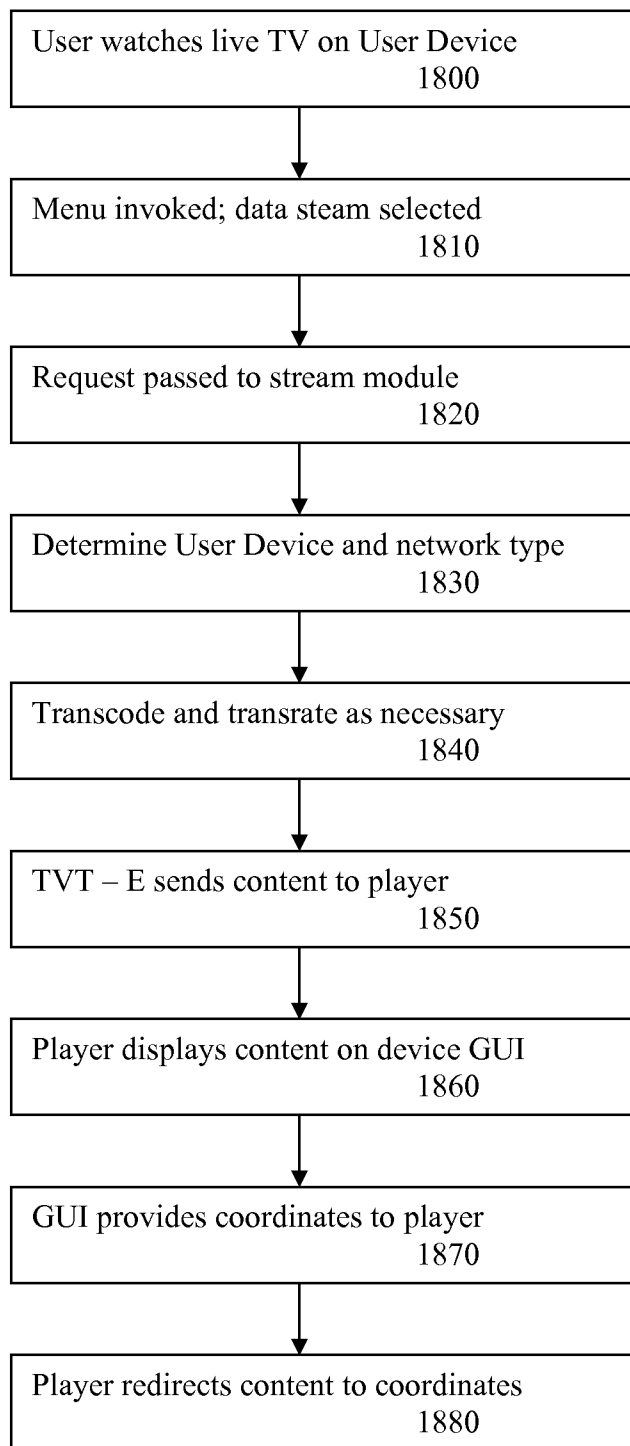 User watches live TV on User Device
1800
Menu invoked; data steam selected
1810
Request passed to stream module
1820
Determine User Device and network type
1830
Transcode and transrate as necessary
1840
TVT – E sends content to player
1850
Player displays content on device GUI
1860
GUI provides coordinates to player
1870
Player redirects content to coordinates
1880